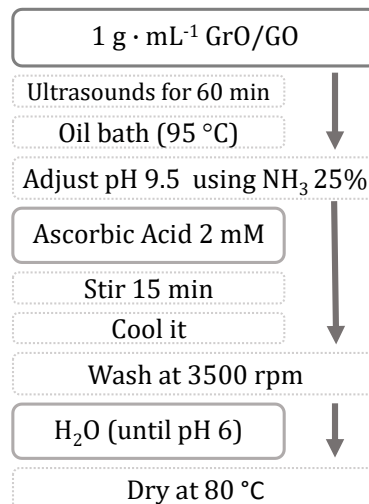 1 g · mL⁻¹ GrO/GO
Ultrasounds for 60 min
Oil bath (95 °C)
Adjust pH 9.5 using NH₃ 25%
Ascorbic Acid 2 mM
Stir 15 min
Cool it
Wash at 3500 rpm
H₂O (until pH 6)
Dry at 80 °C